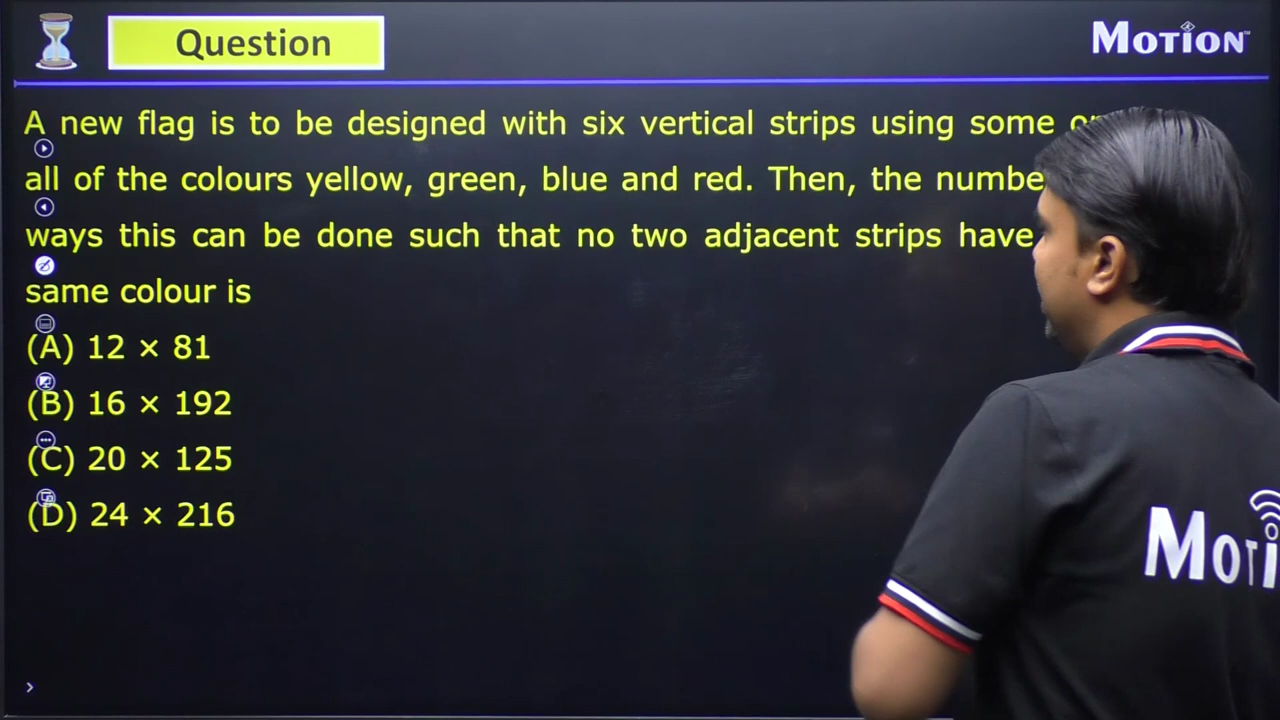 Question
MOTION
A new flag is to be designed with six vertical strips using some
all of the colours yellow, green, blue and red. Then, the
ways this can be done such that no two adjacent strips have
same colour is
(A) 12 × 81
(B) 16 × 192
(C) 20 × 125
(D) 24 × 216